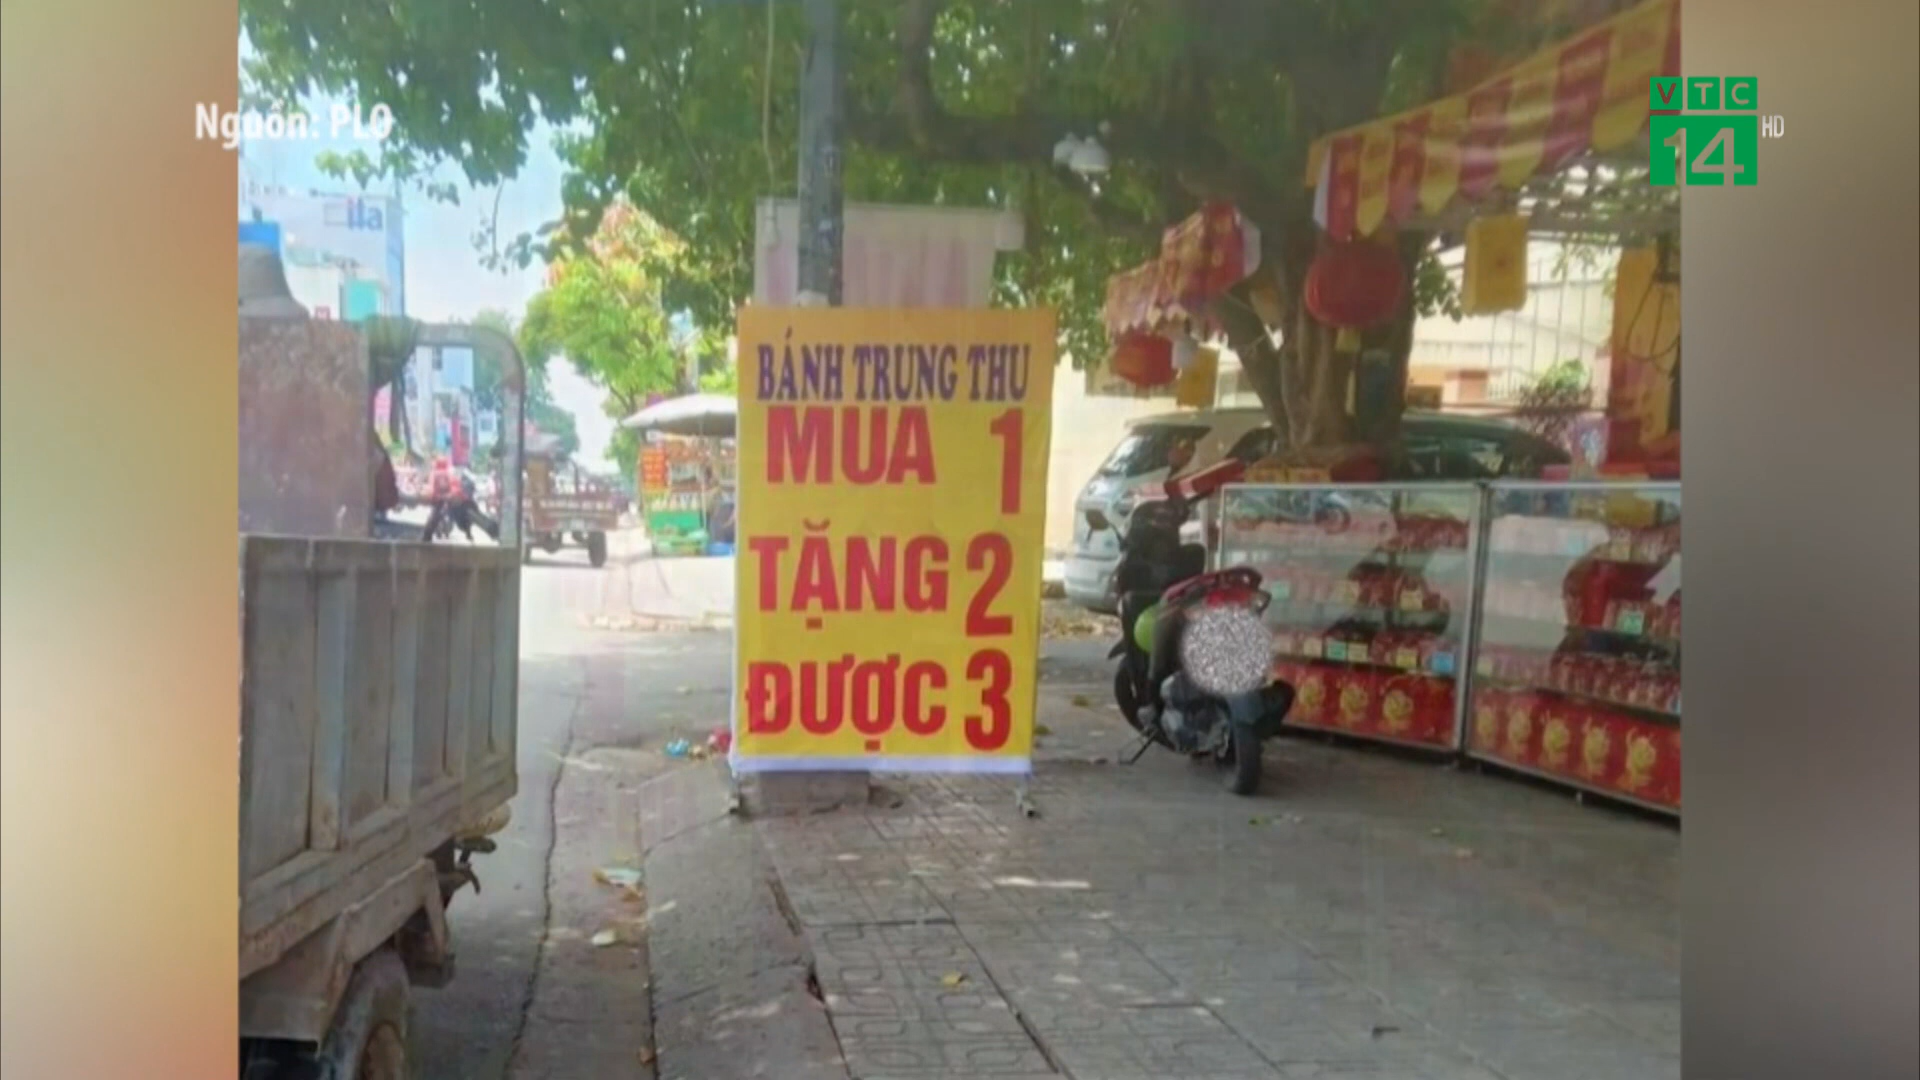 Nguồn: PLO
VTC
14 HD
ila
BÁNH TRUNG THU
MUA 1
TẶNG 2
ĐƯỢC 3